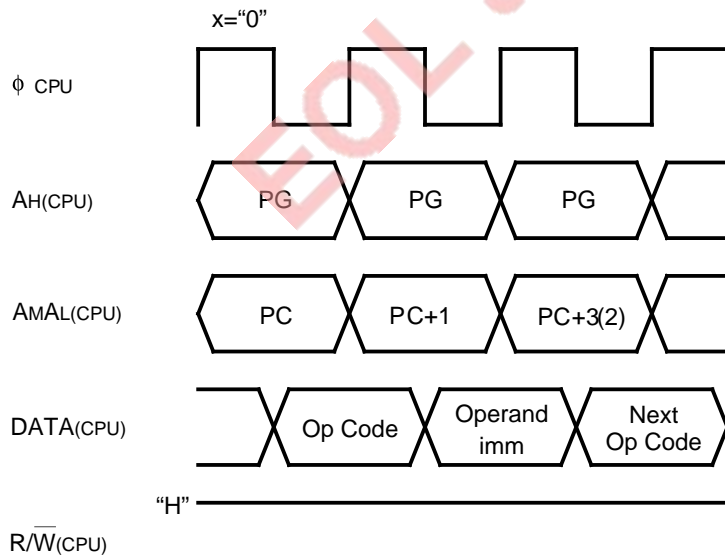 x=“0”
ϕ CPU
AH(CPU)
PG PG PG
AMAL(CPU)
PC PC+1 PC+3(2)
DATA(CPU)
Op Code
Operand
imm
Next
Op Code
“H”
R/W̅(CPU)
EOL